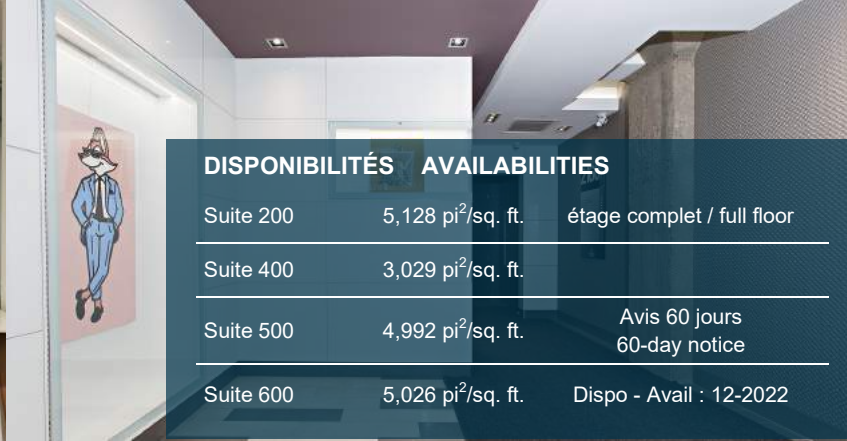 DISPONIBILITÉS AVAILABILITIES
Suite 200 5,128 pi²/sq. ft. étage complet / full floor
Suite 400 3,029 pi²/sq. ft.
Suite 500 4,992 pi²/sq. ft. Avis 60 jours
60-day notice
Suite 600 5,026 pi²/sq. ft. Dispo - Avail : 12-2022